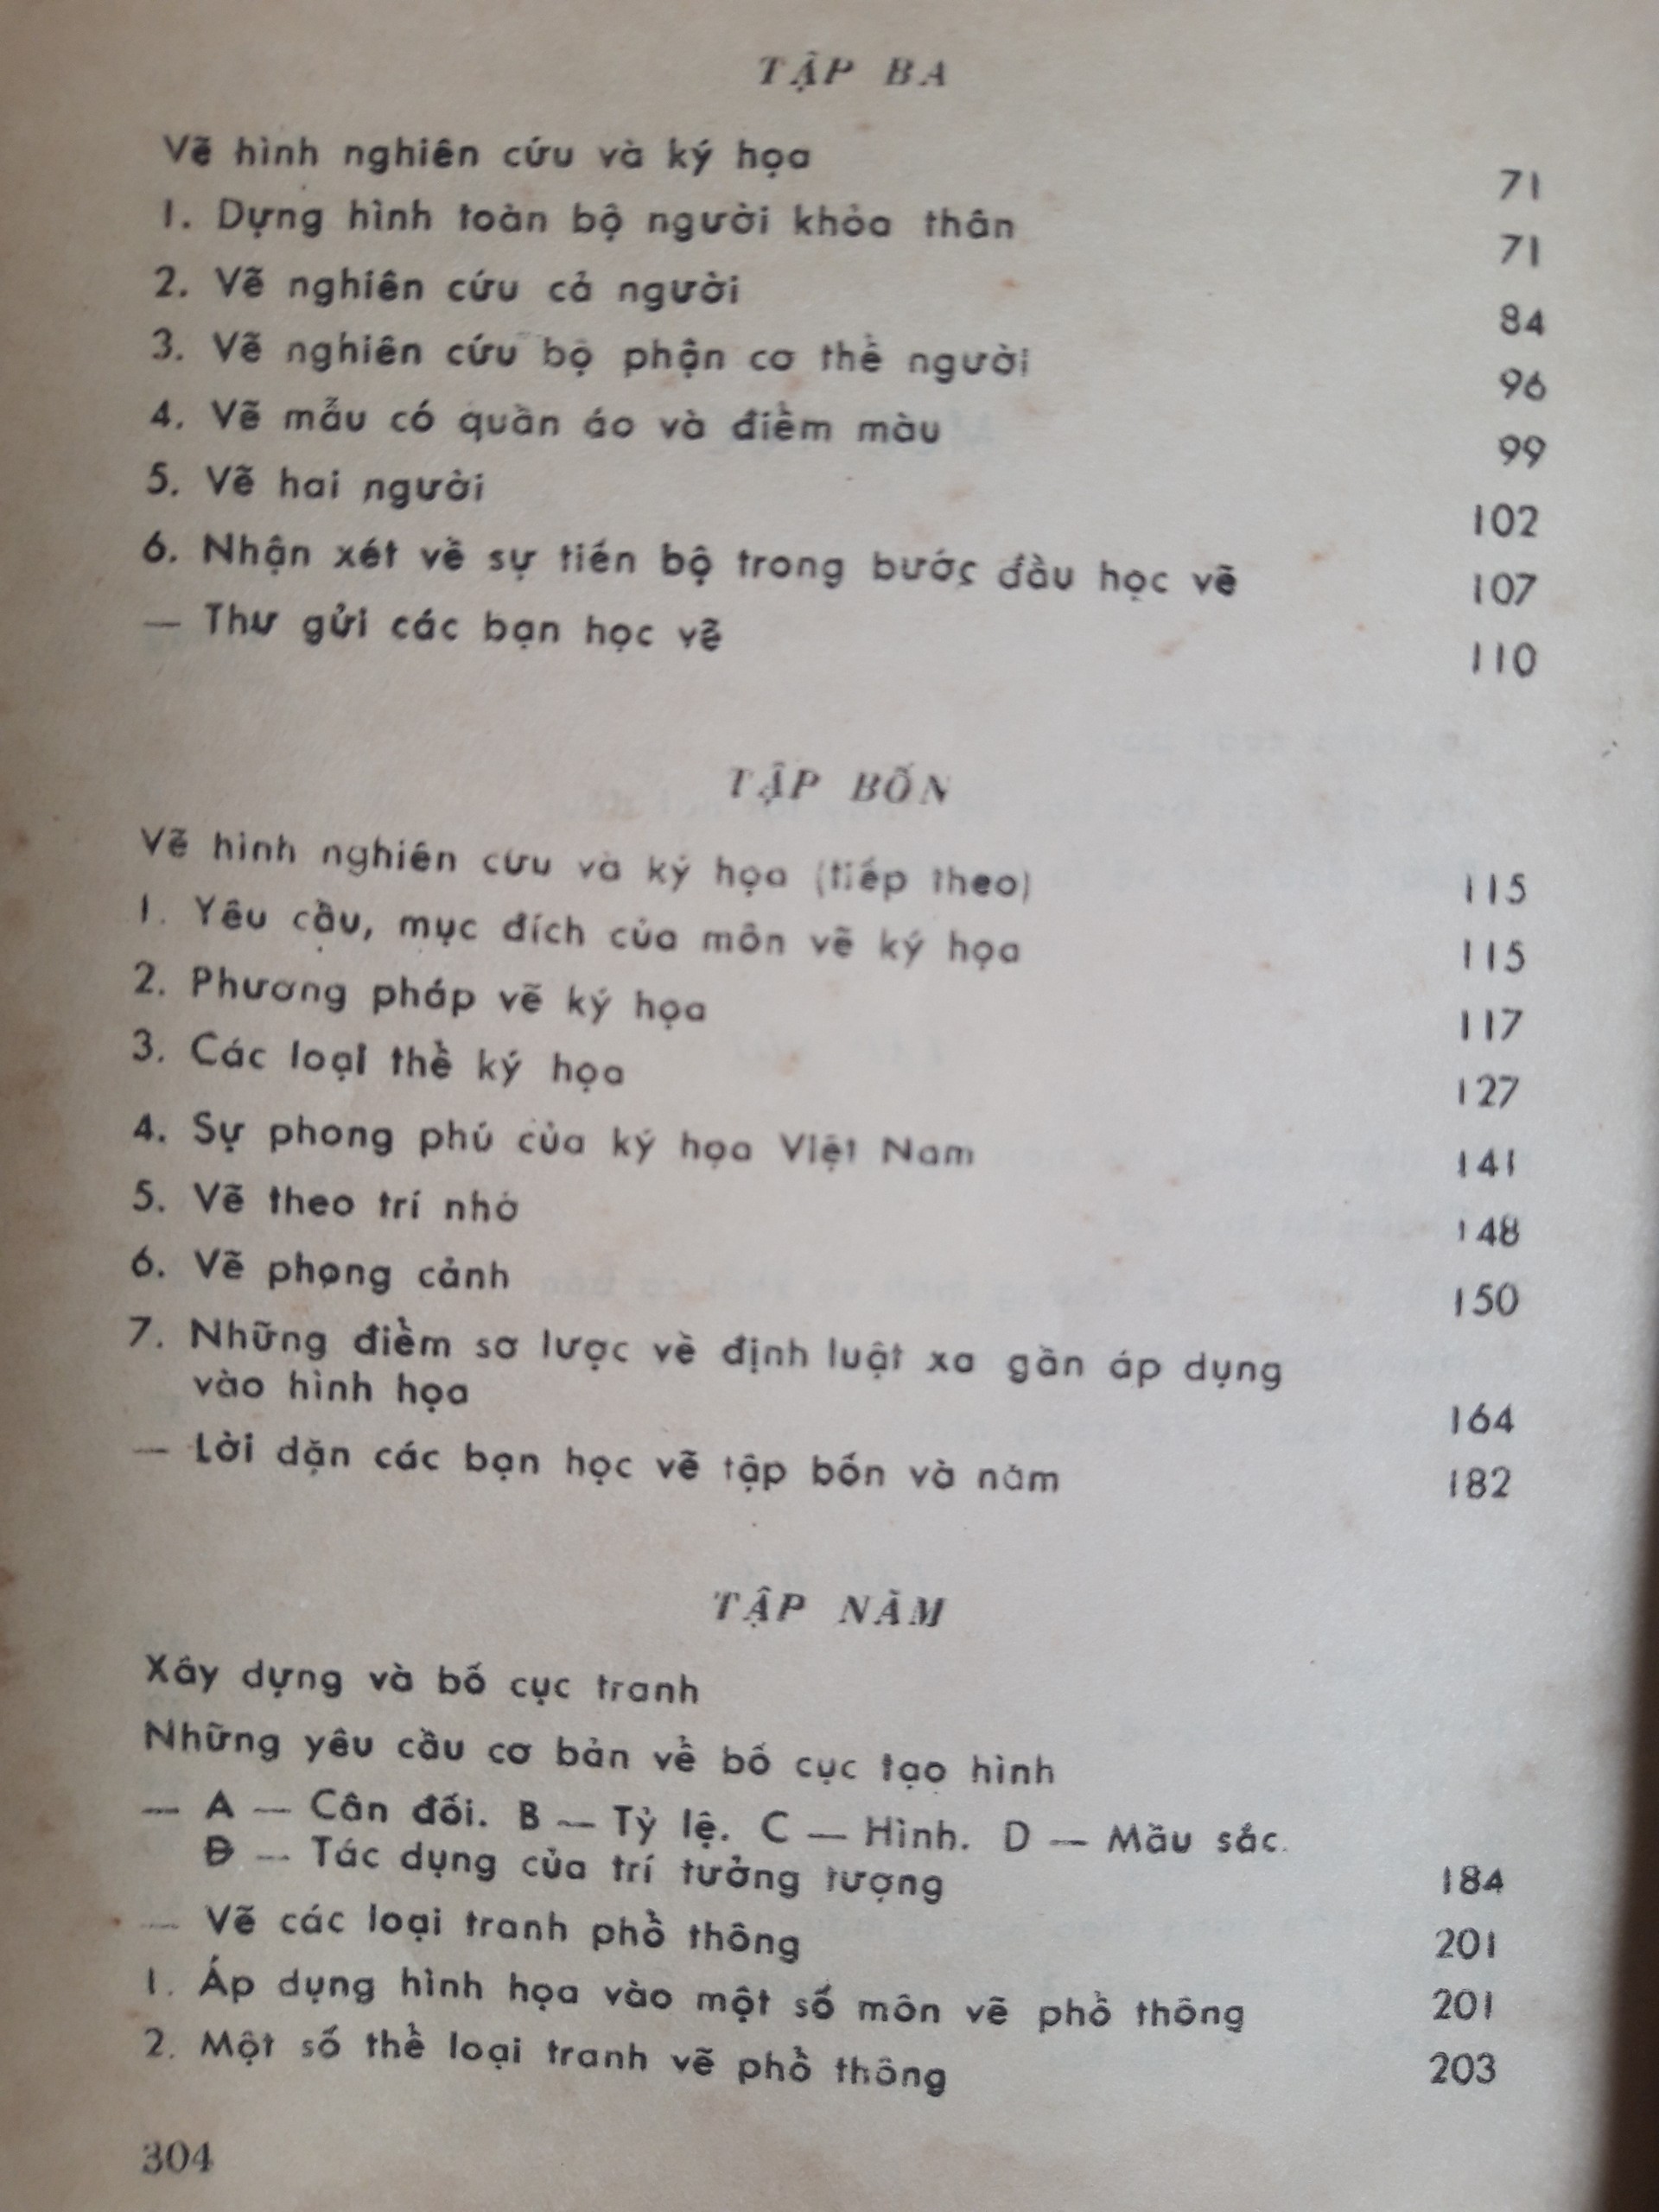 TẬP BA
Vẽ hình nghiên cứu và ký họa 71
1. Dựng hình toàn bộ người khỏa thân 71
2. Vẽ nghiên cứu cả người 84
3. Vẽ nghiên cứu bộ phận cơ thể người 96
4. Vẽ mẫu có quần áo và điểm màu 99
5. Vẽ hai người 102
6. Nhận xét về sự tiến bộ trong bước đầu học vẽ 107
— Thư gửi các bạn học vẽ 110
TẬP BỐN
Vẽ hình nghiên cứu và ký họa (tiếp theo) 115
1. Yêu cầu, mục đích của môn vẽ ký họa 115
2. Phương pháp vẽ ký họa 117
3. Các loại thể ký họa 127
4. Sự phong phú của ký họa Việt Nam 141
5. Vẽ theo trí nhớ 148
6. Vẽ phong cảnh 150
7. Những điểm sơ lược về định luật xa gần áp dụng
vào hình họa 164
— Lời dặn các bạn học vẽ tập bốn và năm 182
TẬP NĂM
Xây dựng và bố cục tranh
Những yêu cầu cơ bản về bố cục tạo hình
— A — Cân đối. B — Tỷ lệ. C — Hình. D — Mầu sắc.
Đ — Tác dụng của trí tưởng tượng 184
— Vẽ các loại tranh phổ thông 201
1. Áp dụng hình họa vào một số môn vẽ phổ thông 201
2. Một số thể loại tranh vẽ phổ thông 203
304